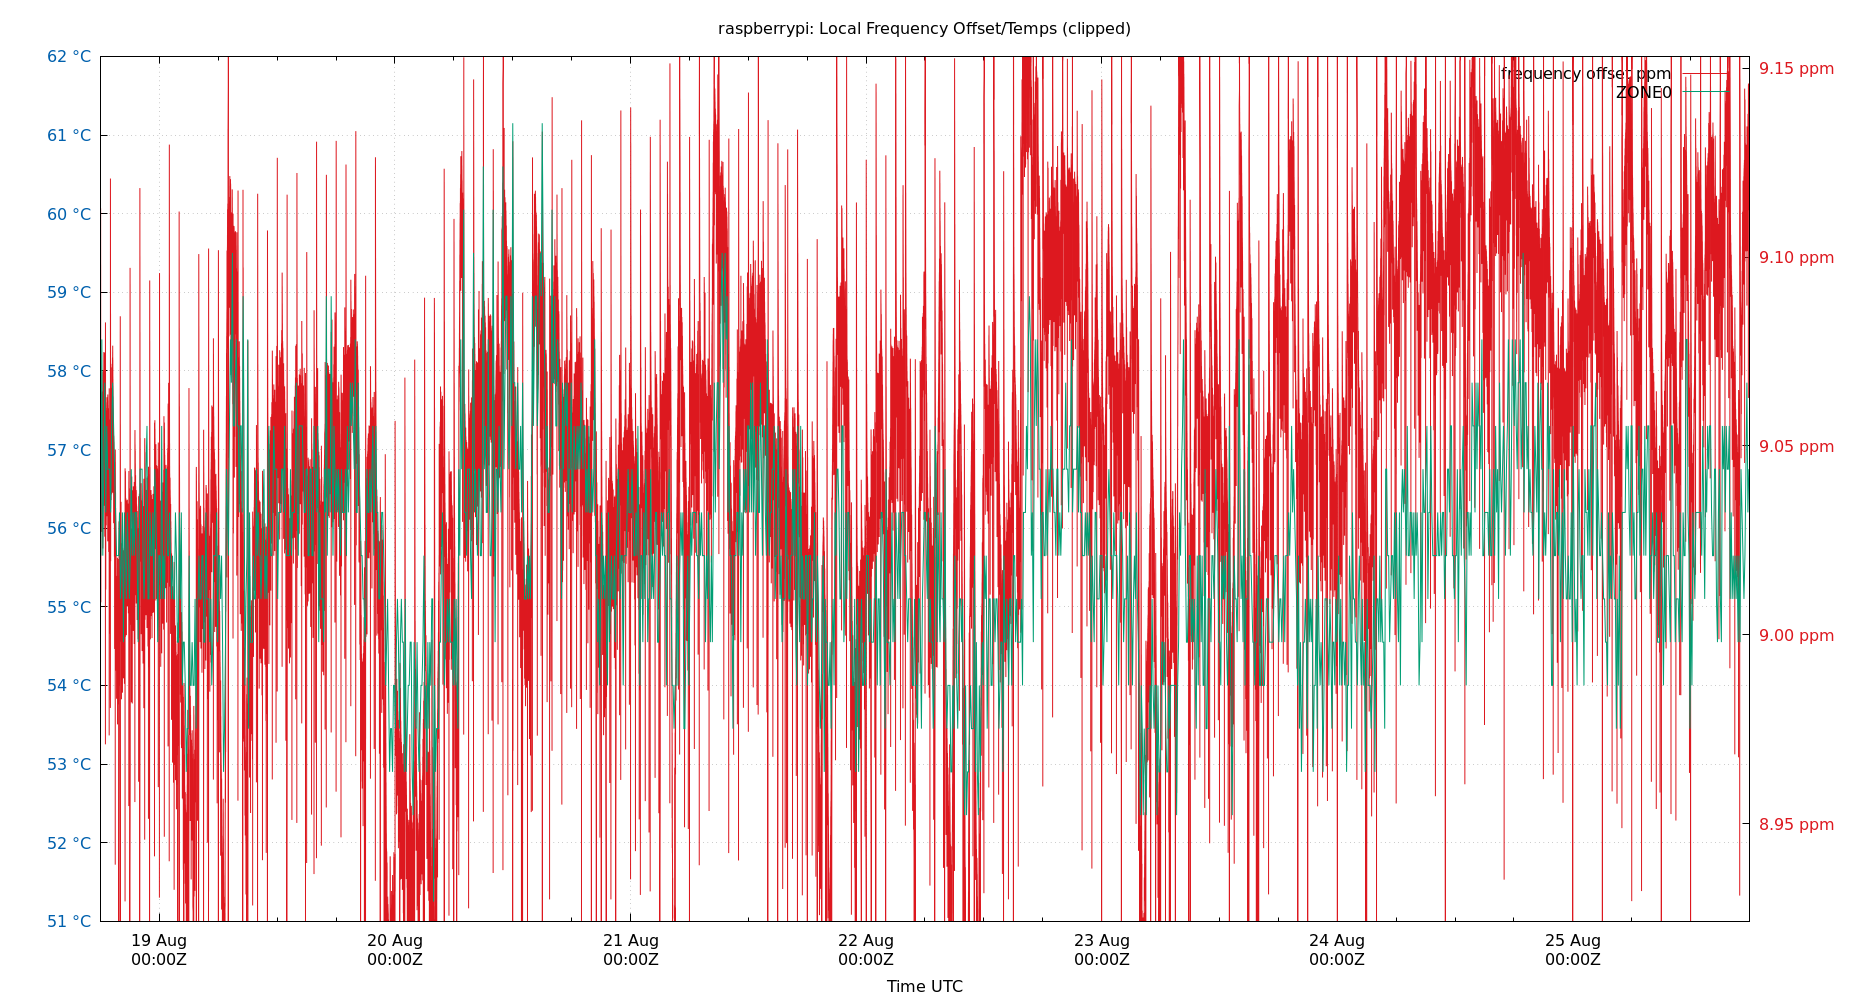 raspberrypi: Local Frequency Offset/Temps (clipped)
62 °C
61 °C
60 °C
59 °C
58 °C
57 °C
56 °C
55 °C
54 °C
53 °C
52 °C
51 °C
frequency offset ppm
ZONE0
9.15 ppm
9.10 ppm
9.05 ppm
9.00 ppm
8.95 ppm
19 Aug
00:00Z
20 Aug
00:00Z
21 Aug
00:00Z
22 Aug
00:00Z
23 Aug
00:00Z
24 Aug
00:00Z
25 Aug
00:00Z
Time UTC